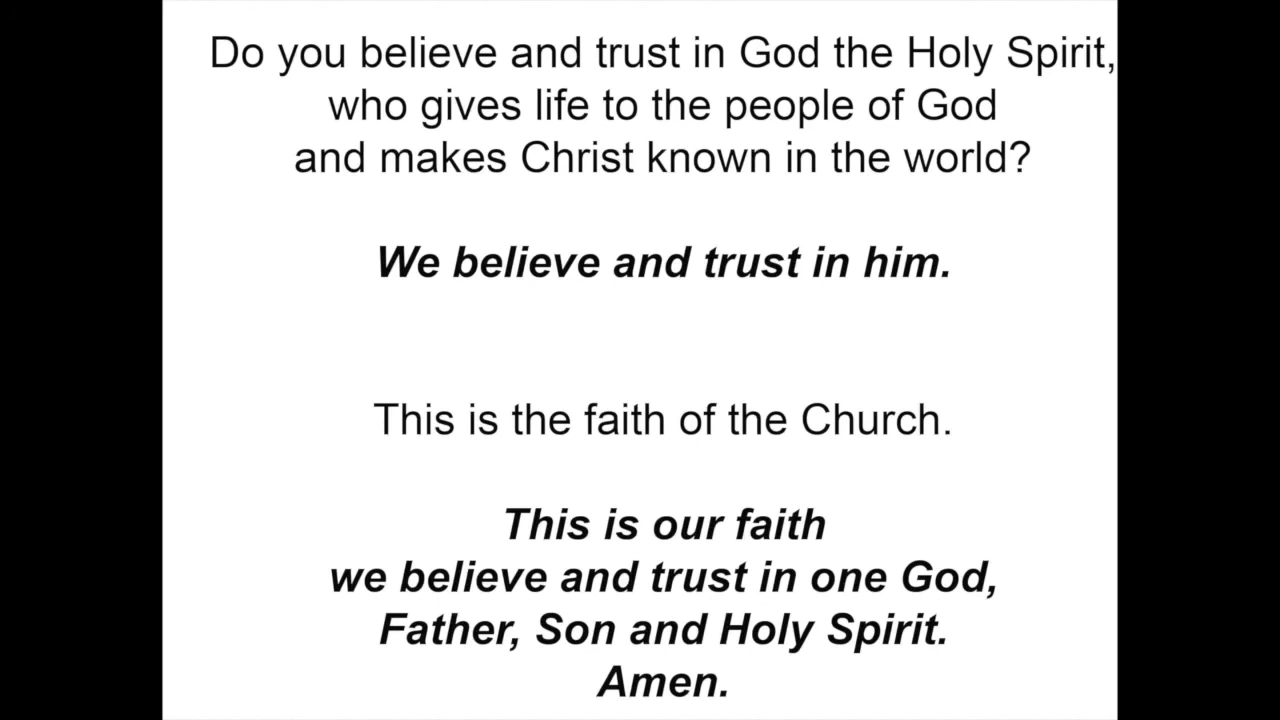 Do you believe and trust in God the Holy Spirit,
who gives life to the people of God
and makes Christ known in the world?
We believe and trust in him.
This is the faith of the Church.
This is our faith
we believe and trust in one God,
Father, Son and Holy Spirit.
Amen.